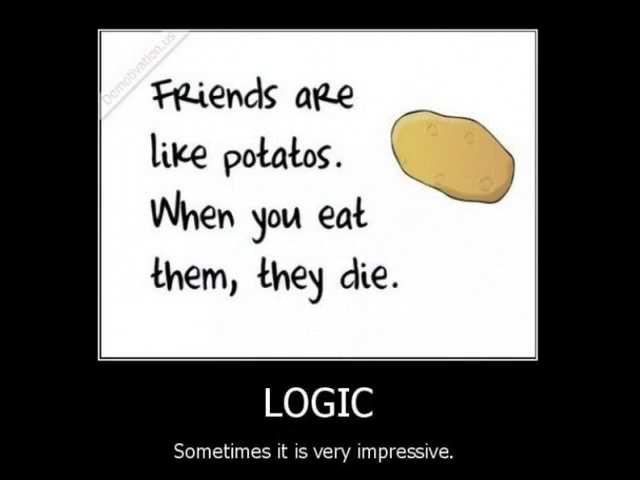 Demotivation.us
Friends are
like potatos.
When you eat
them, they die.
LOGIC
Sometimes it is very impressive.